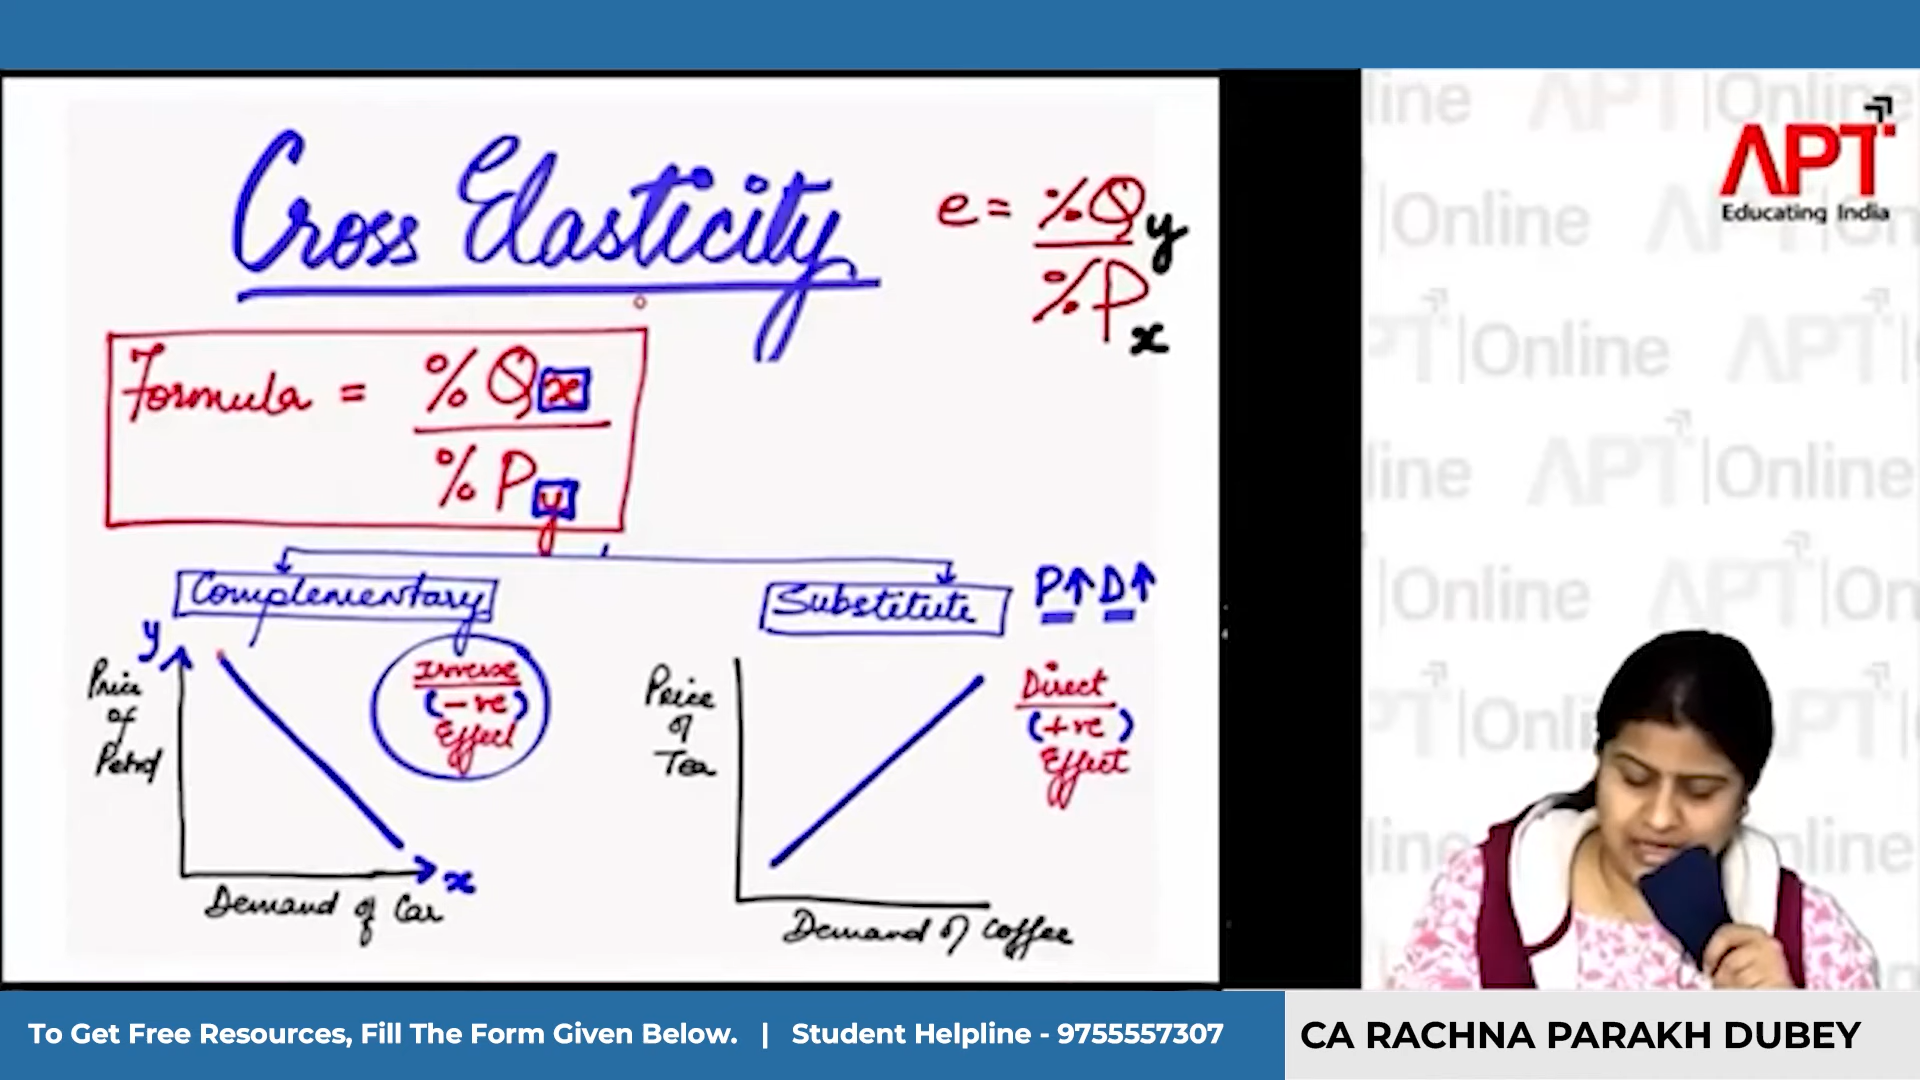 Cross Elasticity
e = %Qy
%Px
Formula = %Qx
%Py
Complementary
Substitute
P↑ D↑
y
Price
of
Petrol
Inverse
(-ve)
Effect
x
Demand of Car
Price
of
Tea
Direct
(+ve)
Effect
Demand of Coffee
APT
Educating India
APT|Online
To Get Free Resources, Fill The Form Given Below. | Student Helpline - 9755557307
CA RACHNA PARAKH DUBEY